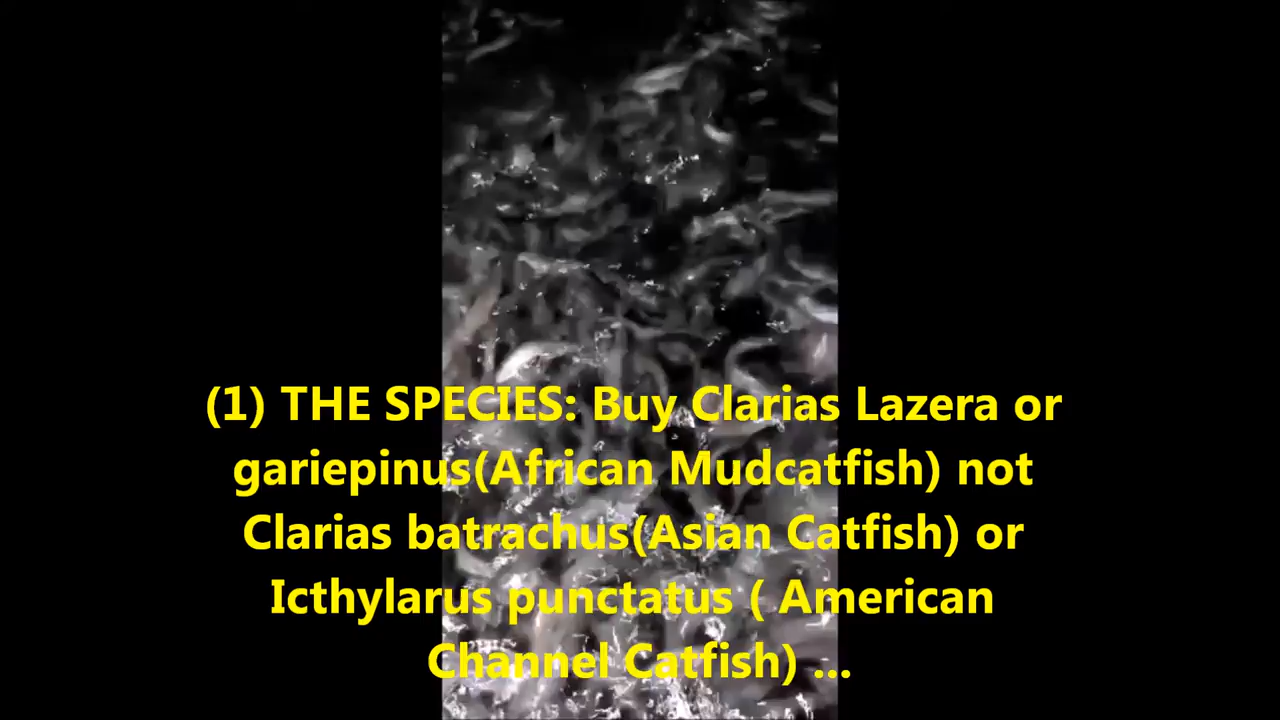 (1) THE SPECIES: Buy Clarias Lazera or
gariepinus(African Mudcatfish) not
Clarias batrachus(Asian Catfish) or
Icthylarus punctatus ( American
Channel Catfish) ...